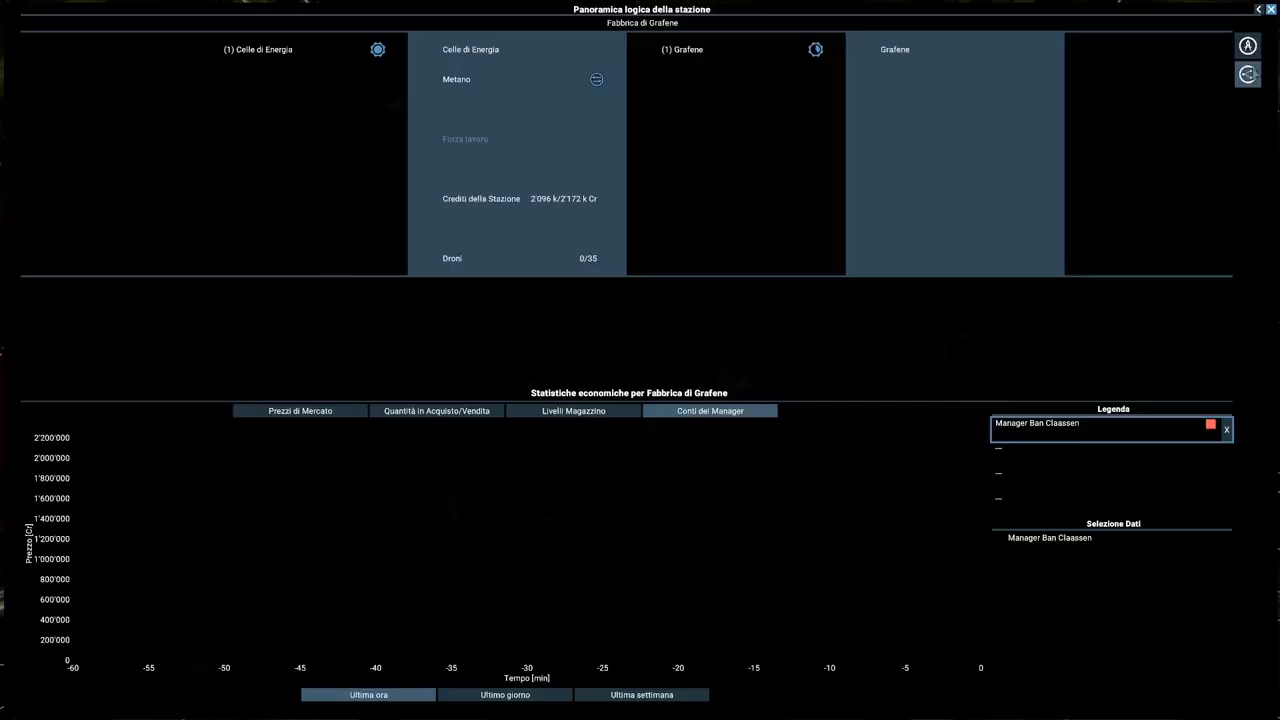 Panoramica logica della stazione
Fabbrica di Grafene
(1) Celle di Energia
Celle di Energia
(1) Grafene
Grafene
Metano
Forza lavoro
Crediti della Stazione 2'096 k/2'172 k Cr
Droni 0/35
Statistiche economiche per Fabbrica di Grafene
Prezzi di Mercato
Quantità in Acquisto/Vendita
Livelli Magazzino
Conti dei Manager
Legenda
Manager Ban Claassen
X
---
---
---
Selezione Dati
Manager Ban Claassen
Prezzo [Cr]
2'200'000
2'000'000
1'800'000
1'600'000
1'400'000
1'200'000
1'000'000
800'000
600'000
400'000
200'000
0
-60 -55 -50 -45 -40 -35 -30 -25 -20 -15 -10 -5 0
Tempo [min]
Ultima ora
Ultimo giorno
Ultima settimana